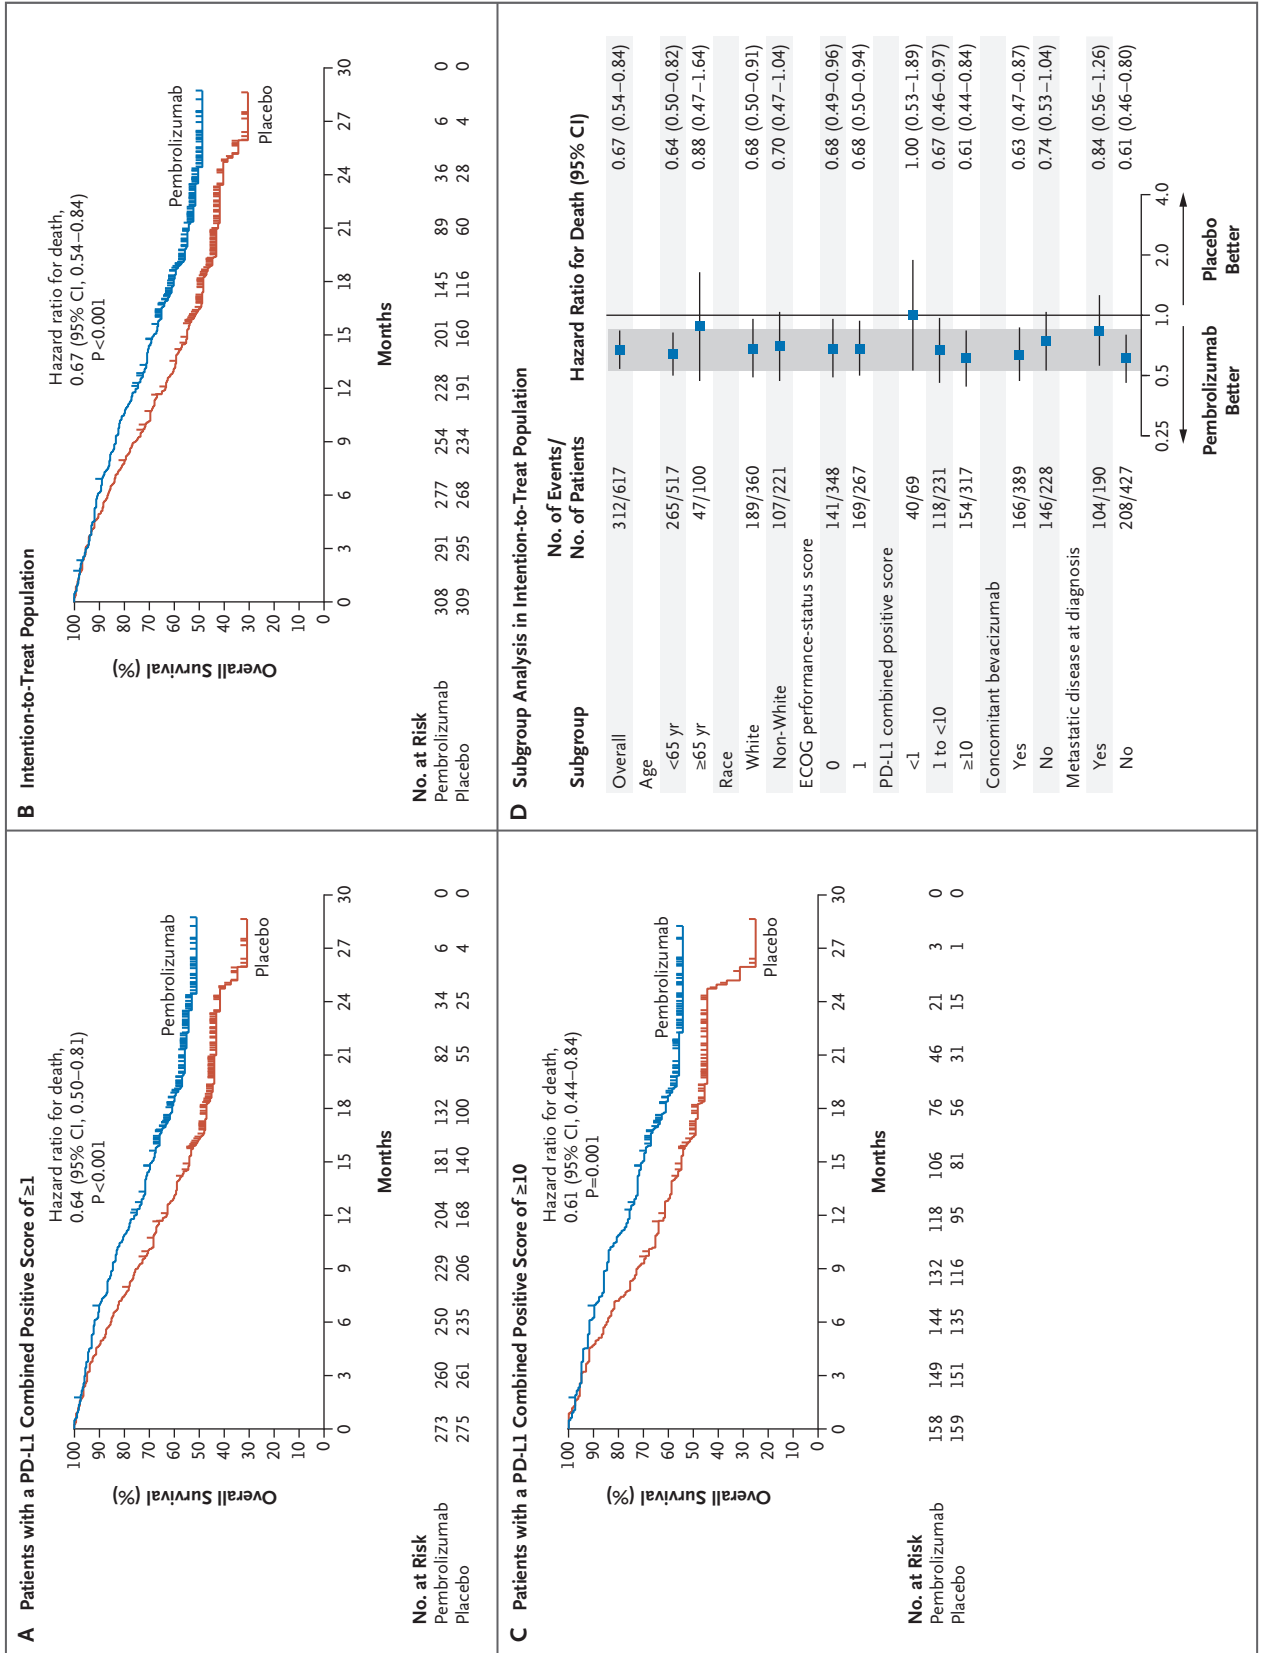 A Patients with a PD-L1 Combined Positive Score of ≥1
Overall Survival (%)
100
90
80
70
60
50
40
30
20
10
0
Hazard ratio for death,
0.64 (95% CI, 0.50–0.81)
P<0.001
Pembrolizumab
Placebo
0 3 6 9 12 15 18 21 24 27 30
Months
No. at Risk
Pembrolizumab 273 260 250 229 204 181 132 82 34 6 0
Placebo 275 261 235 206 168 140 100 55 25 4 0
B Intention-to-Treat Population
Overall Survival (%)
100
90
80
70
60
50
40
30
20
10
0
Hazard ratio for death,
0.67 (95% CI, 0.54–0.84)
P<0.001
Pembrolizumab
Placebo
0 3 6 9 12 15 18 21 24 27 30
Months
No. at Risk
Pembrolizumab 308 291 277 254 228 201 145 89 36 6 0
Placebo 309 295 268 234 191 160 116 60 28 4 0
C Patients with a PD-L1 Combined Positive Score of ≥10
Overall Survival (%)
100
90
80
70
60
50
40
30
20
10
0
Hazard ratio for death,
0.61 (95% CI, 0.44–0.84)
P=0.001
Pembrolizumab
Placebo
0 3 6 9 12 15 18 21 24 27 30
Months
No. at Risk
Pembrolizumab 158 149 144 132 118 106 76 46 21 3 0
Placebo 159 151 135 116 95 81 56 31 15 1 0
D Subgroup Analysis in Intention-to-Treat Population
Subgroup No. of Events/ No. of Patients Hazard Ratio for Death (95% CI)
Overall 312/617 0.67 (0.54–0.84)
Age
<65 yr 265/517 0.64 (0.50–0.82)
≥65 yr 47/100 0.88 (0.47–1.64)
Race
White 189/360 0.68 (0.50–0.91)
Non-White 107/221 0.70 (0.47–1.04)
ECOG performance-status score
0 141/348 0.68 (0.49–0.96)
1 169/267 0.68 (0.50–0.94)
PD-L1 combined positive score
<1 40/69 1.00 (0.53–1.89)
1 to <10 118/231 0.67 (0.46–0.97)
≥10 154/317 0.61 (0.44–0.84)
Concomitant bevacizumab
Yes 166/389 0.63 (0.47–0.87)
No 146/228 0.74 (0.53–1.04)
Metastatic disease at diagnosis
Yes 104/190 0.84 (0.56–1.26)
No 208/427 0.61 (0.46–0.80)
0.25 0.5 1.0 2.0 4.0
Pembrolizumab Better
Placebo Better